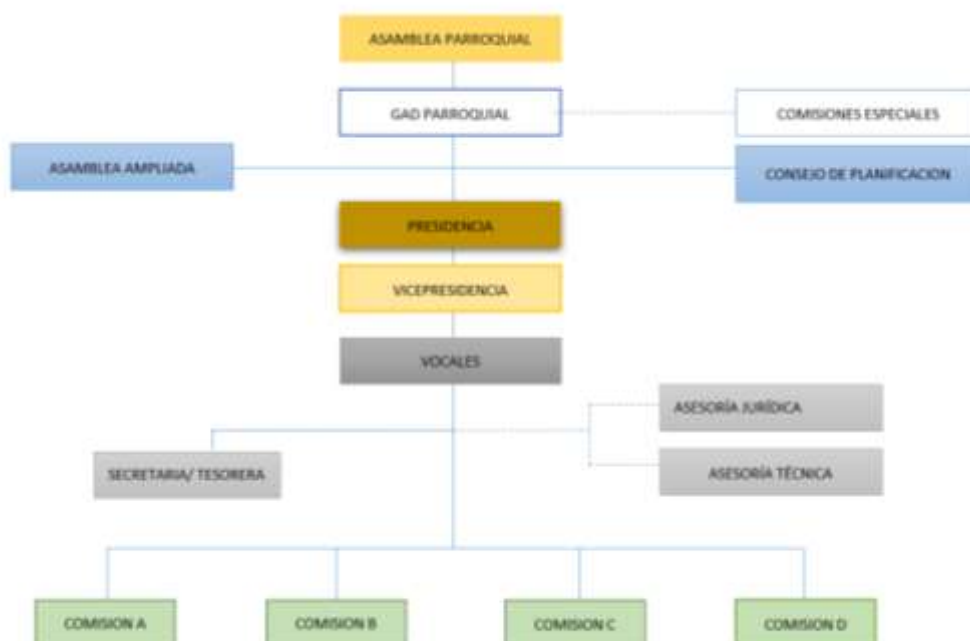 ASAMBLEA PARROQUIAL
GAD PARROQUIAL
COMISIONES ESPECIALES
ASAMBLEA AMPLIADA
CONSEJO DE PLANIFICACION
PRESIDENCIA
VICEPRESIDENCIA
VOCALES
ASESORÍA JURÍDICA
SECRETARIA/ TESORERA
ASESORÍA TÉCNICA
COMISION A
COMISION B
COMISION C
COMISION D